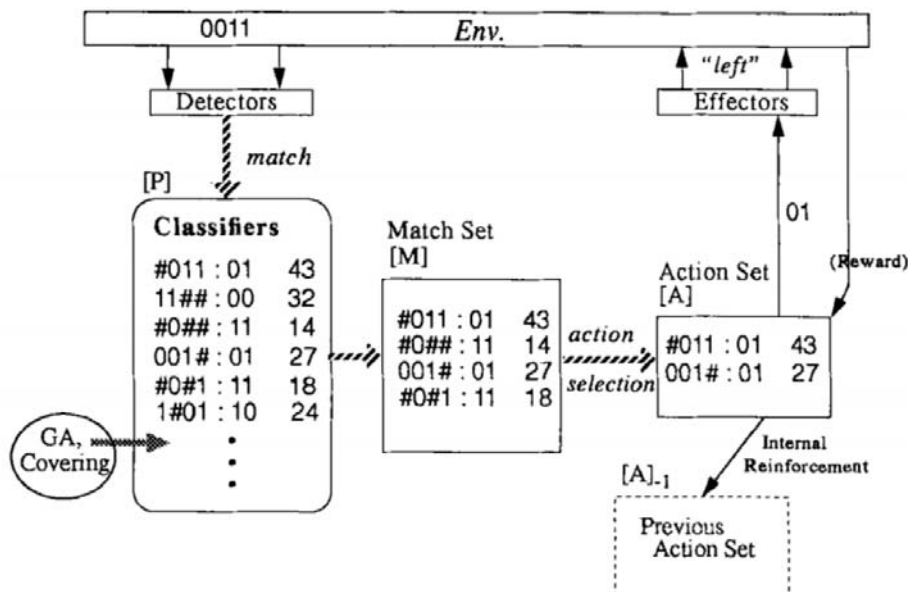 0011 Env.
"left"
Detectors
Effectors
match
[P]
Classifiers
#011 : 01 43
11## : 00 32
#0## : 11 14
001# : 01 27
#0#1 : 11 18
1#01 : 10 24
GA,
Covering
Match Set
[M]
#011 : 01 43
#0## : 11 14
001# : 01 27
#0#1 : 11 18
action
selection
01
(Reward)
Action Set
[A]
#011 : 01 43
001# : 01 27
Internal
Reinforcement
[A]-1
Previous
Action Set